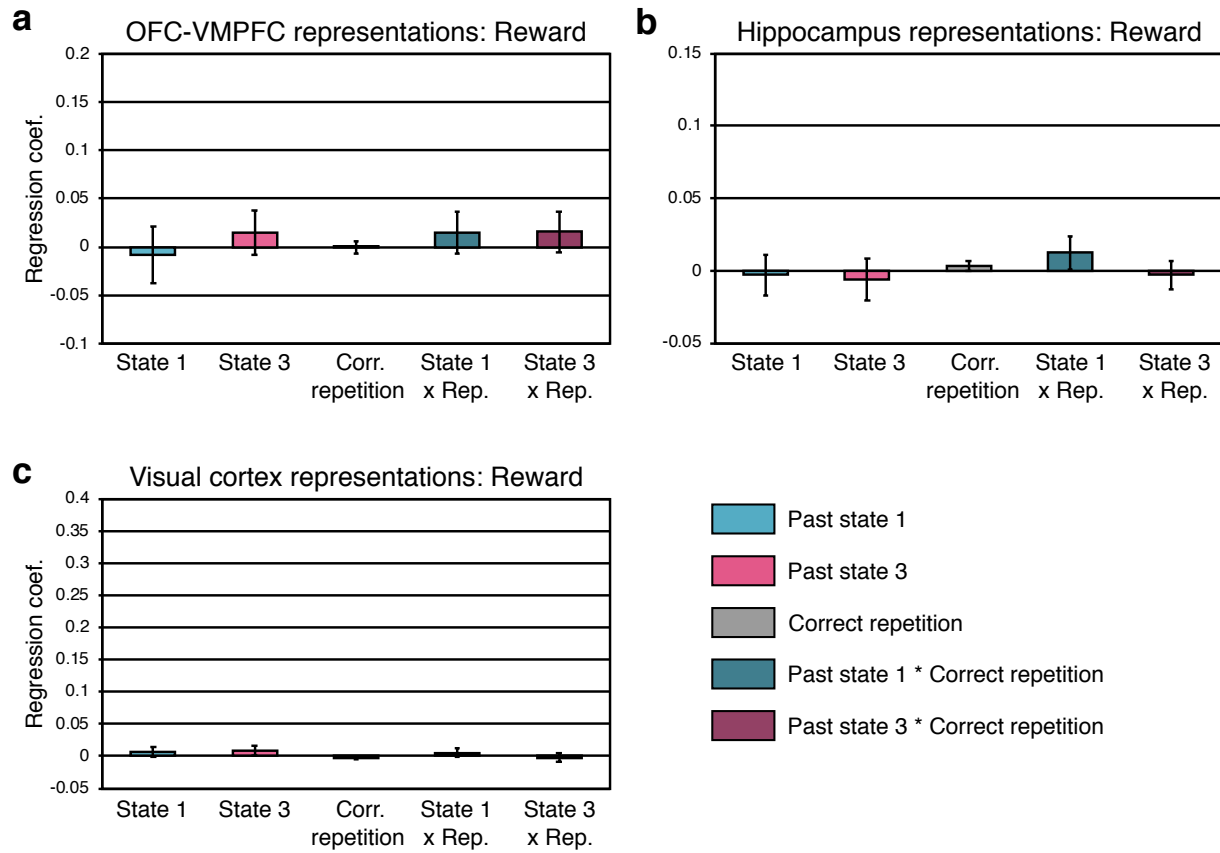 a
OFC-VMPFC representations: Reward
Regression coef.
0.2
0.15
0.1
0.05
0
-0.05
-0.1
State 1
State 3
Corr.
repetition
State 1
x Rep.
State 3
x Rep.
b
Hippocampus representations: Reward
0.15
0.1
0.05
0
-0.05
State 1
State 3
Corr.
repetition
State 1
x Rep.
State 3
x Rep.
c
Visual cortex representations: Reward
Regression coef.
0.4
0.35
0.3
0.25
0.2
0.15
0.1
0.05
0
-0.05
State 1
State 3
Corr.
repetition
State 1
x Rep.
State 3
x Rep.
Past state 1
Past state 3
Correct repetition
Past state 1 * Correct repetition
Past state 3 * Correct repetition